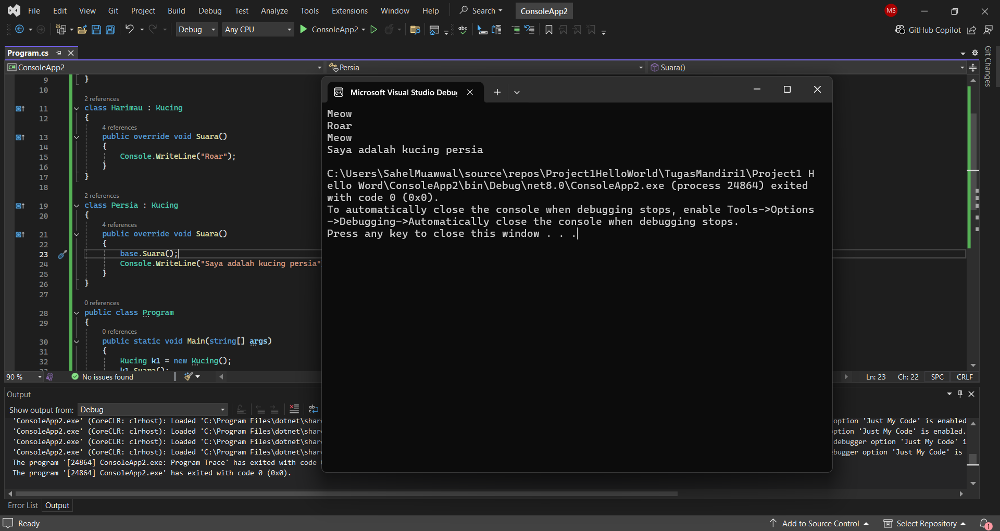 File Edit View Git Project Build Debug Test Analyze Tools Extensions Window Help Search ConsoleApp2 MS
Debug Any CPU ConsoleApp2 GitHub Copilot
Program.cs
C# ConsoleApp2 Persia Suara()
Git Changes
9 }
10
2 references
11 class Harimau : Kucing
12 {
4 references
13 public override void Suara()
14 {
15 Console.WriteLine("Roar");
16 }
17 }
18
2 references
19 class Persia : Kucing
20 {
4 references
21 public override void Suara()
22 {
23 base.Suara();
24 Console.WriteLine("Saya adalah kucing persia"
25 }
26 }
27
0 references
28 public class Program
29 {
0 references
30 public static void Main(string[] args)
31 {
32 Kucing k1 = new Kucing();
k1.Suara();
Microsoft Visual Studio Debu
Meow
Roar
Meow
Saya adalah kucing persia
C:\Users\SahelMuawwal\source\repos\Project1HelloWorld\TugasMandiri1\Project1 H
ello Word\ConsoleApp2\bin\Debug\net8.0\ConsoleApp2.exe (process 24864) exited
with code 0 (0x0).
To automatically close the console when debugging stops, enable Tools->Options
->Debugging->Automatically close the console when debugging stops.
Press any key to close this window . . .
90 % No issues found Ln: 23 Ch: 22 SPC CRLF
Output
Show output from: Debug
'ConsoleApp2.exe' (CoreCLR: clrhost): Loaded 'C:\Program Files\dotnet\shar option 'Just My Code' is enabled
'ConsoleApp2.exe' (CoreCLR: clrhost): Loaded 'C:\Program Files\dotnet\shar ption 'Just My Code' is enabled.
'ConsoleApp2.exe' (CoreCLR: clrhost): Loaded 'C:\Program Files\dotnet\shar debugger option 'Just My Code' i
'ConsoleApp2.exe' (CoreCLR: clrhost): Loaded 'C:\Program Files\dotnet\shar bugger option 'Just My Code' is
The program '[24864] ConsoleApp2.exe: Program Trace' has exited with code
The program '[24864] ConsoleApp2.exe' has exited with code 0 (0x0).
Error List Output
Ready Add to Source Control Select Repository 1